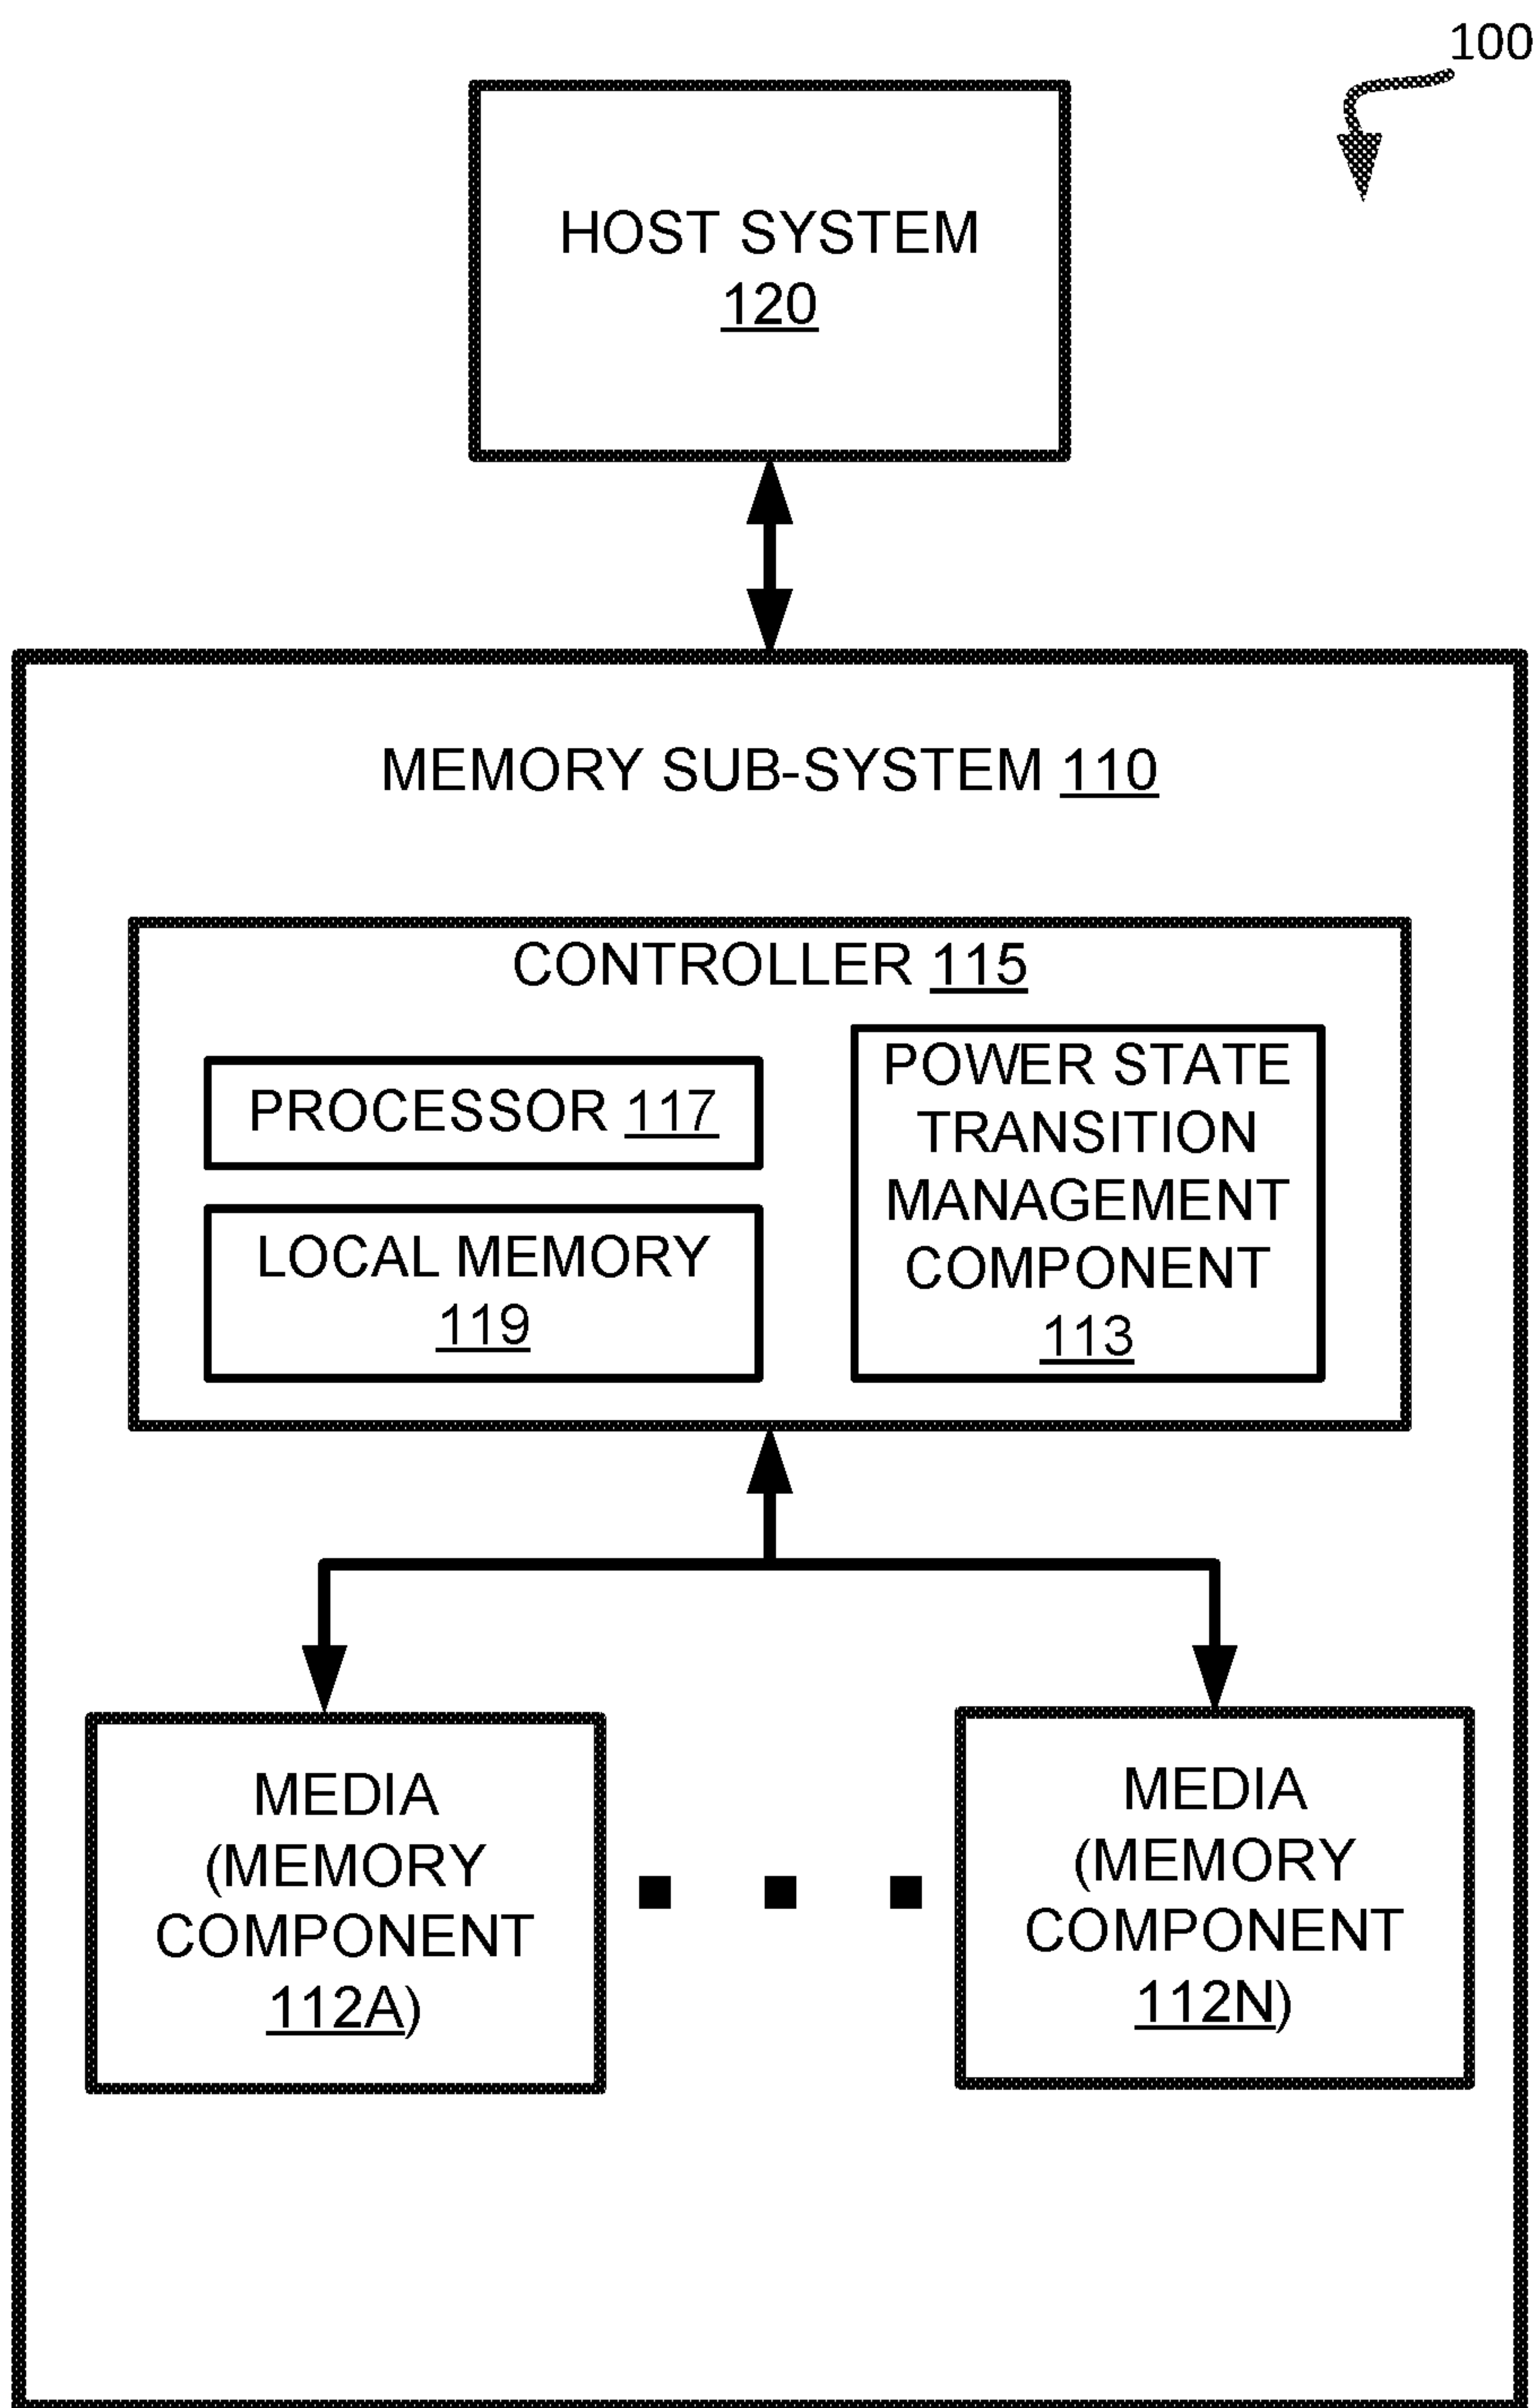 100
HOST SYSTEM
120
MEMORY SUB-SYSTEM 110
CONTROLLER 115
PROCESSOR 117
LOCAL MEMORY
119
POWER STATE
TRANSITION
MANAGEMENT
COMPONENT
113
MEDIA
(MEMORY
COMPONENT
112A)
MEDIA
(MEMORY
COMPONENT
112N)